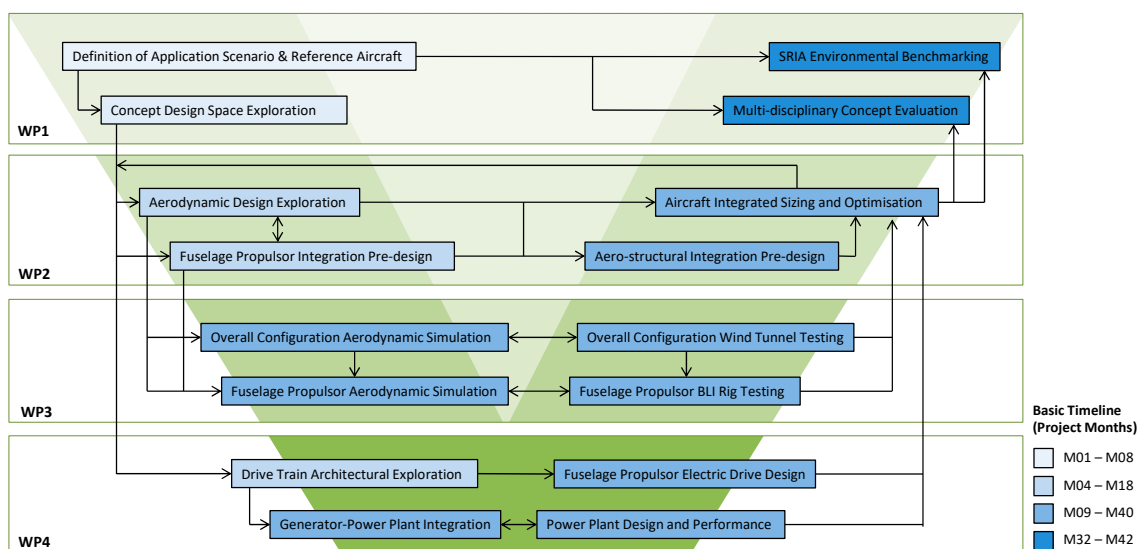 Definition of Application Scenario & Reference Aircraft
SRIA Environmental Benchmarking
Concept Design Space Exploration
Multi-disciplinary Concept Evaluation
WP1
Aerodynamic Design Exploration
Aircraft Integrated Sizing and Optimisation
Fuselage Propulsor Integration Pre-design
Aero-structural Integration Pre-design
WP2
Overall Configuration Aerodynamic Simulation
Overall Configuration Wind Tunnel Testing
Fuselage Propulsor Aerodynamic Simulation
Fuselage Propulsor BLI Rig Testing
WP3
Drive Train Architectural Exploration
Fuselage Propulsor Electric Drive Design
Generator-Power Plant Integration
Power Plant Design and Performance
WP4
Basic Timeline
(Project Months)
M01 – M08
M04 – M18
M09 – M40
M32 – M42